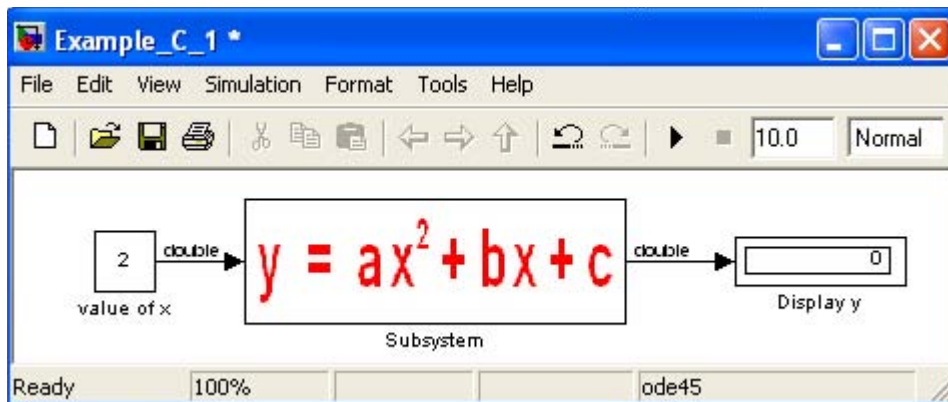 Example_C_1 *
File Edit View Simulation Format Tools Help
10.0 Normal
2 double y = ax² + bx + c double 0
value of x
Subsystem
Display y
Ready 100% ode45